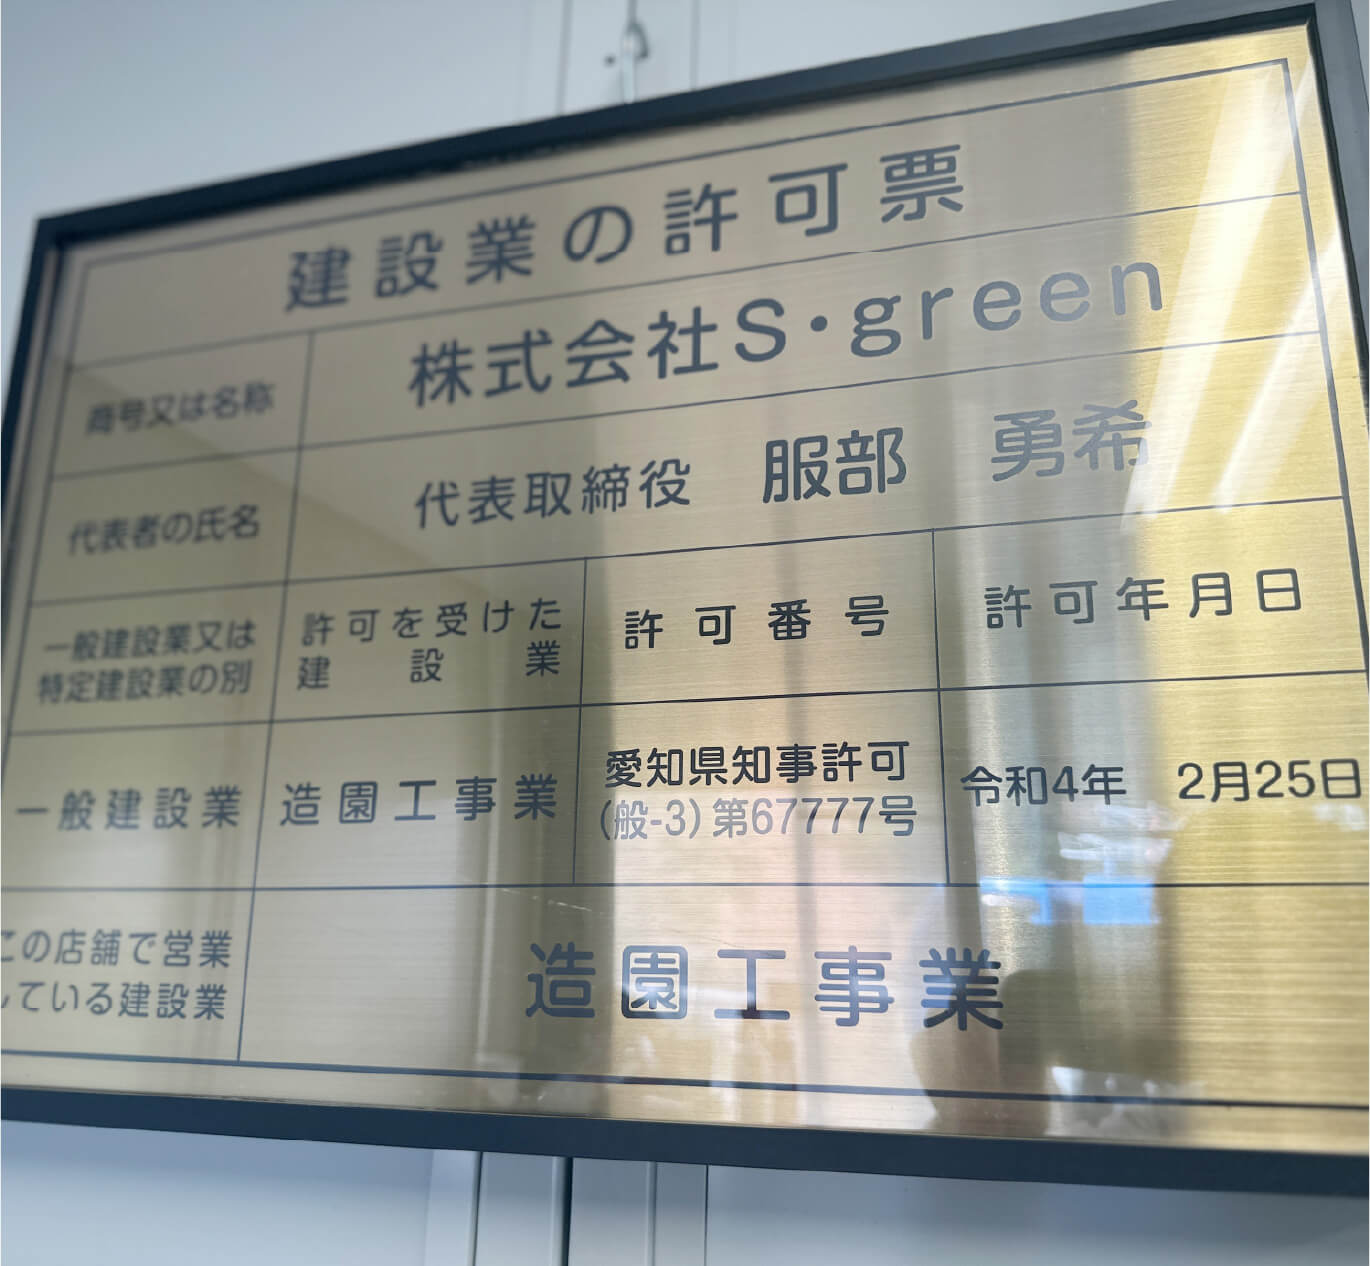 建設業の許可票
商号又は名称
株式会社S・green
代表者の氏名
代表取締役 服部 勇希
一般建設業又は
特定建設業の別
許可を受けた
建設業
許可番号
許可年月日
一般建設業
造園工事業
愛知県知事許可
(般-3)第67777号
令和4年 2月25日
この店舗で営業
している建設業
造園工事業